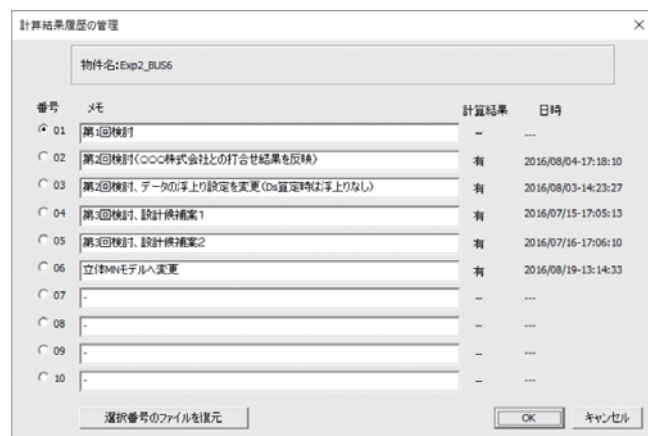 計算結果履歴の管理
物件名:Exp2_BUS6
番号 メモ 計算結果 日時
01 第1回検討 － ---
02 第2回検討(○○○株式会社との打合せ結果を反映) 有 2016/08/04-17:18:10
03 第2回検討、データの浮上り設定を変更(Ds算定時は浮上りなし) 有 2016/08/03-14:23:27
04 第3回検討、設計候補案1 有 2016/07/15-17:05:13
05 第3回検討、設計候補案2 有 2016/07/16-17:06:10
06 立体MNモデルへ変更 有 2016/08/19-13:14:33
07 - － ---
08 - － ---
09 - － ---
10 - － ---
選択番号のファイルを復元 OK キャンセル